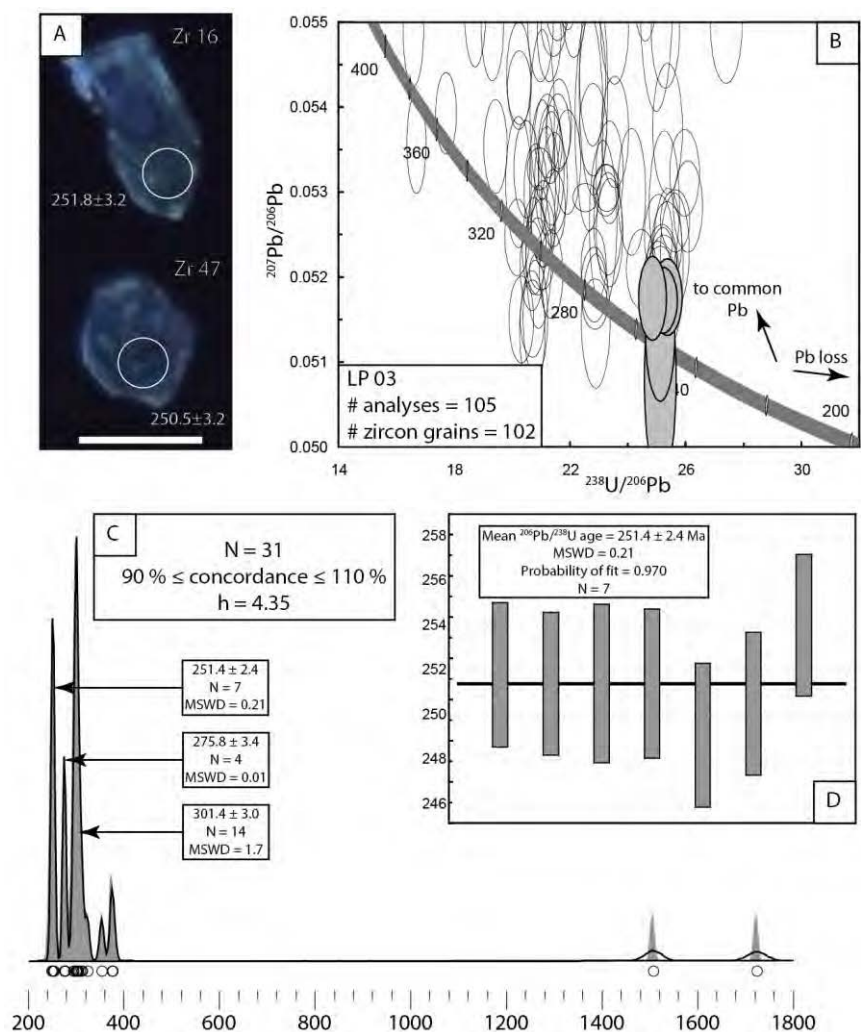 A
Zr 16
251.8±3.2
Zr 47
250.5±3.2
B
0.055
0.054
0.053
0.052
0.051
0.050
²⁰⁷Pb/²⁰⁶Pb
400
360
320
280
40
200
to common
Pb
Pb loss
LP 03
# analyses = 105
# zircon grains = 102
14
18
22
26
30
²³⁸U/²⁰⁶Pb
C
N = 31
90 % ≤ concordance ≤ 110 %
h = 4.35
251.4 ± 2.4
N = 7
MSWD = 0.21
275.8 ± 3.4
N = 4
MSWD = 0.01
301.4 ± 3.0
N = 14
MSWD = 1.7
200
400
600
800
1000
1200
1400
1600
1800
258
256
254
252
250
248
246
Mean ²⁰⁶Pb/²³⁸U age = 251.4 ± 2.4 Ma
MSWD = 0.21
Probability of fit = 0.970
N = 7
D